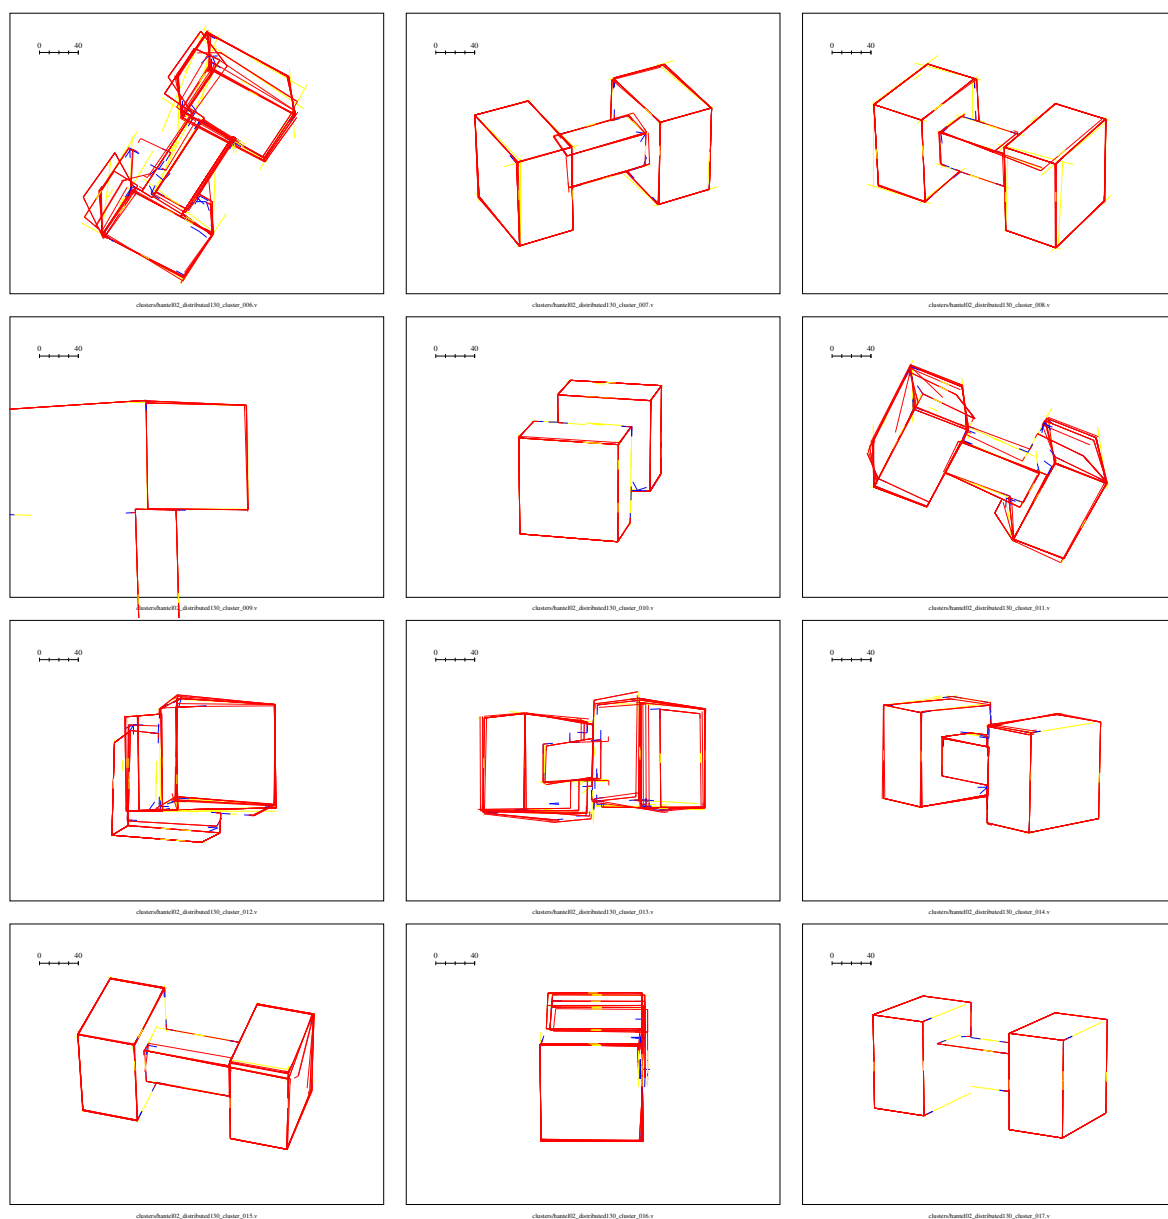 0 40
0 40
0 40
clusters/hantel02_distributed130_cluster_006.v
clusters/hantel02_distributed130_cluster_007.v
clusters/hantel02_distributed130_cluster_008.v
0 40
0 40
0 40
clusters/hantel02_distributed130_cluster_009.v
clusters/hantel02_distributed130_cluster_010.v
clusters/hantel02_distributed130_cluster_011.v
0 40
0 40
0 40
clusters/hantel02_distributed130_cluster_012.v
clusters/hantel02_distributed130_cluster_013.v
clusters/hantel02_distributed130_cluster_014.v
0 40
0 40
0 40
clusters/hantel02_distributed130_cluster_015.v
clusters/hantel02_distributed130_cluster_016.v
clusters/hantel02_distributed130_cluster_017.v